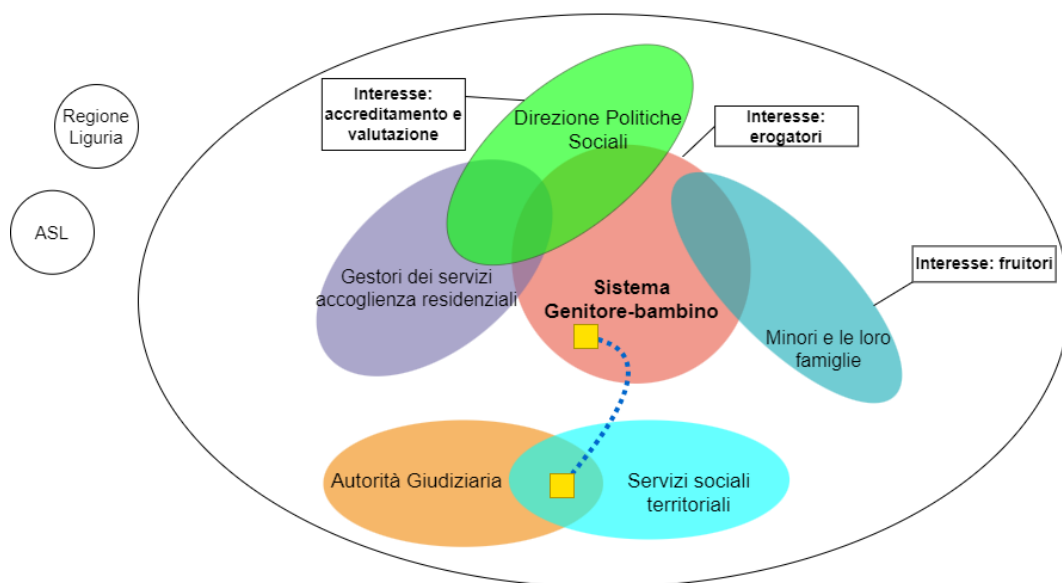 Regione
Liguria
ASL
Interesse:
accreditamento e
valutazione
Direzione Politiche
Sociali
Interesse:
erogatori
Gestori dei servizi
accoglienza residenziali
Sistema
Genitore-bambino
Interesse: fruitori
Minori e le loro
famiglie
Autorità Giudiziaria
Servizi sociali
territoriali